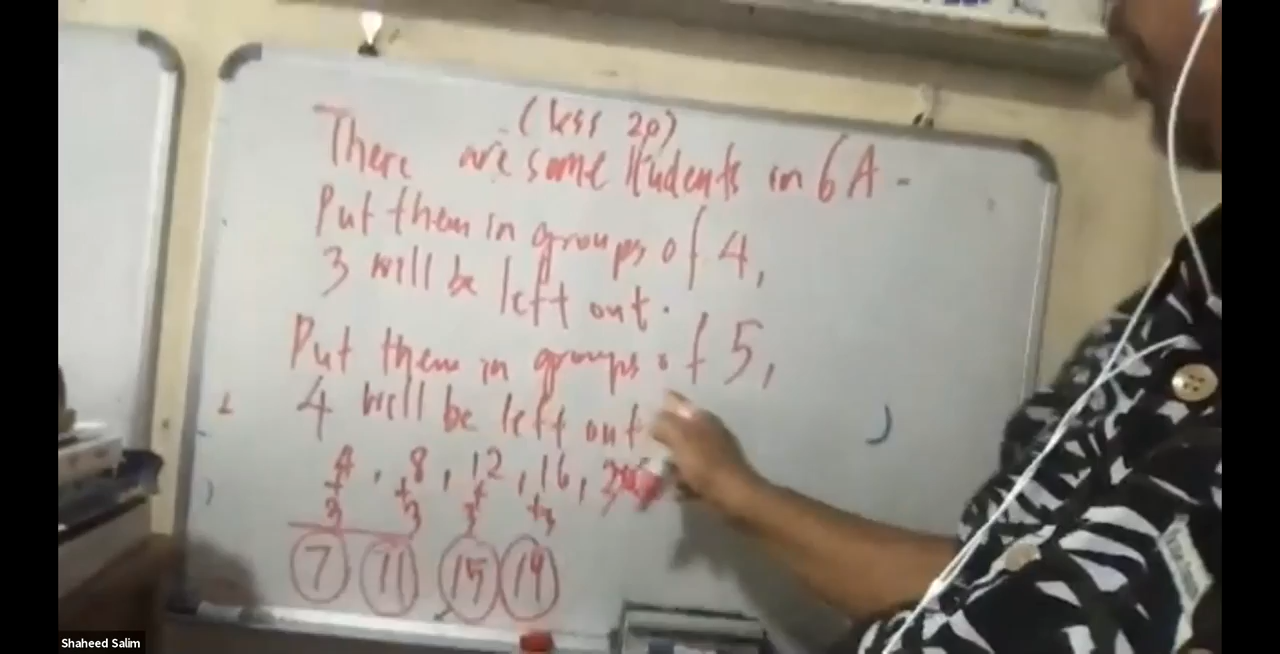 (less 20)
There are some students in 6A.
Put them in groups of 4,
3 will be left out.
Put them in groups of 5,
4 will be left out
4, 8, 12, 16,
+ + + +
3 3 3 3
7 11 15 19
Shaheed Salim